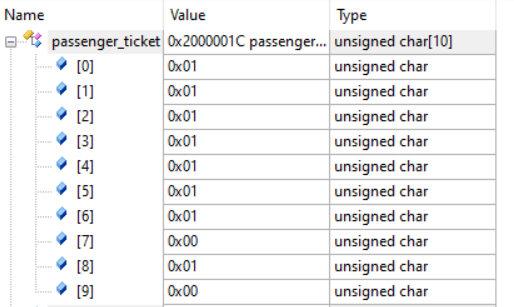 Name Value Type
passenger_ticket 0x2000001C passenger... unsigned char[10]
[0] 0x01 unsigned char
[1] 0x01 unsigned char
[2] 0x01 unsigned char
[3] 0x01 unsigned char
[4] 0x01 unsigned char
[5] 0x01 unsigned char
[6] 0x01 unsigned char
[7] 0x00 unsigned char
[8] 0x01 unsigned char
[9] 0x00 unsigned char